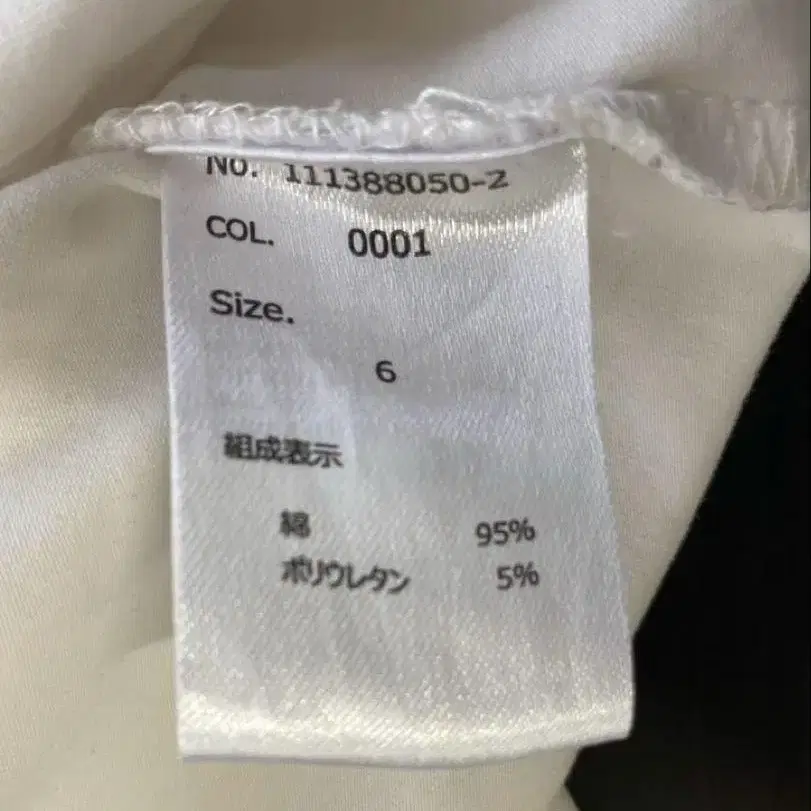 No. 111388050-2
COL. 0001
Size.
6
組成表示
綿 95%
ポリウレタン 5%